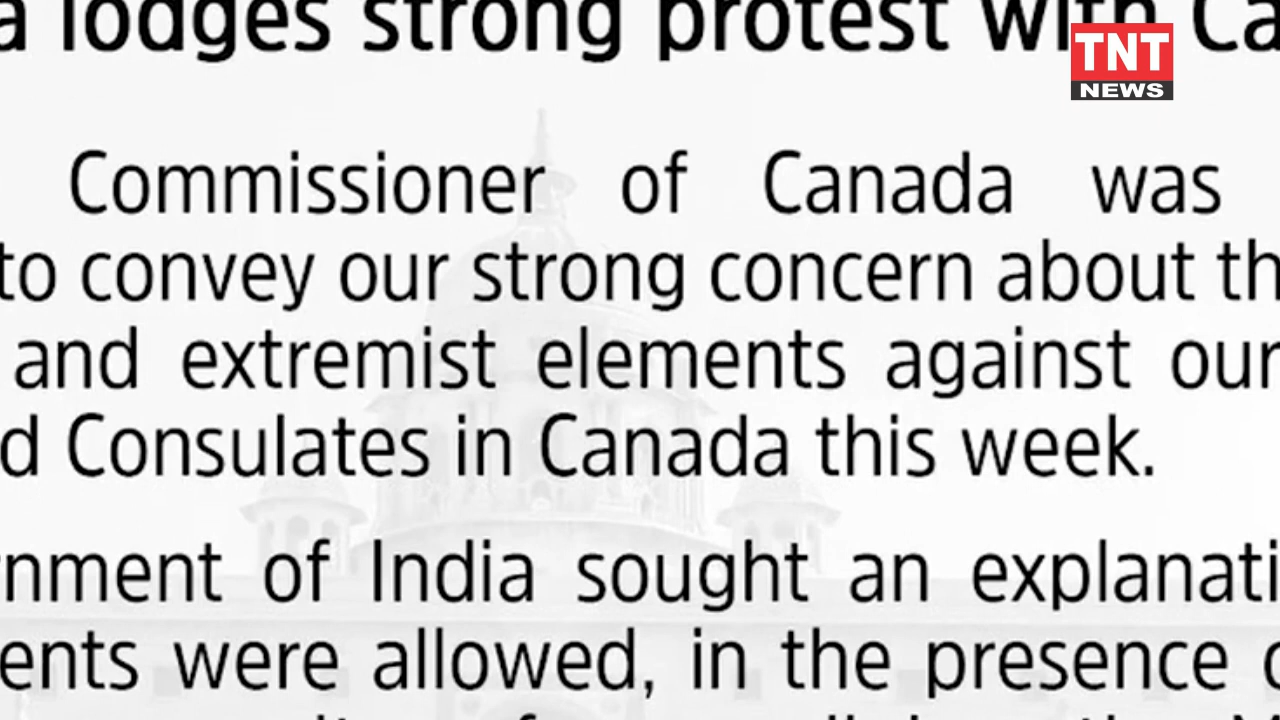 a lodges strong protest with Ca
TNT
NEWS
Commissioner of Canada was
to convey our strong concern about th
and extremist elements against our
d Consulates in Canada this week.
rnment of India sought an explanati
ents were allowed, in the presence